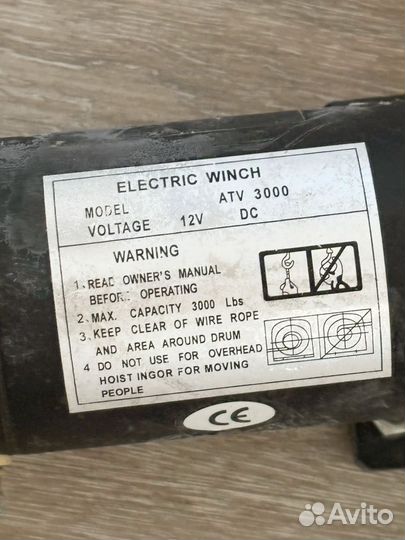 ELECTRIC WINCH
MODEL ATV 3000
VOLTAGE 12V DC
WARNING
1. READ OWNER'S MANUAL
BEFORE OPERATING
2. MAX. CAPACITY 3000 Lbs
3. KEEP CLEAR OF WIRE ROPE
AND AREA AROUND DRUM
4 DO NOT USE FOR OVERHEAD
HOIST INGOR FOR MOVING
PEOPLE
CE
Avito